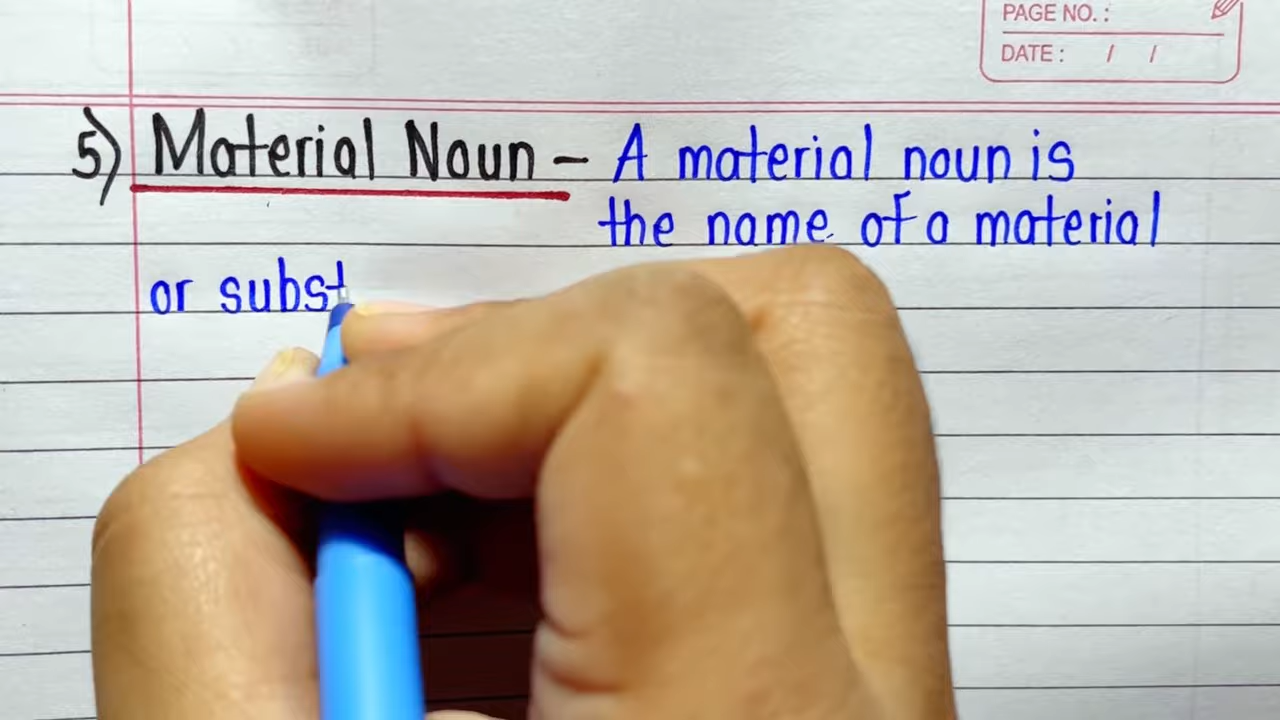 PAGE NO. :
DATE : / /
5) Material Noun – A material noun is
the name of a material
or subst